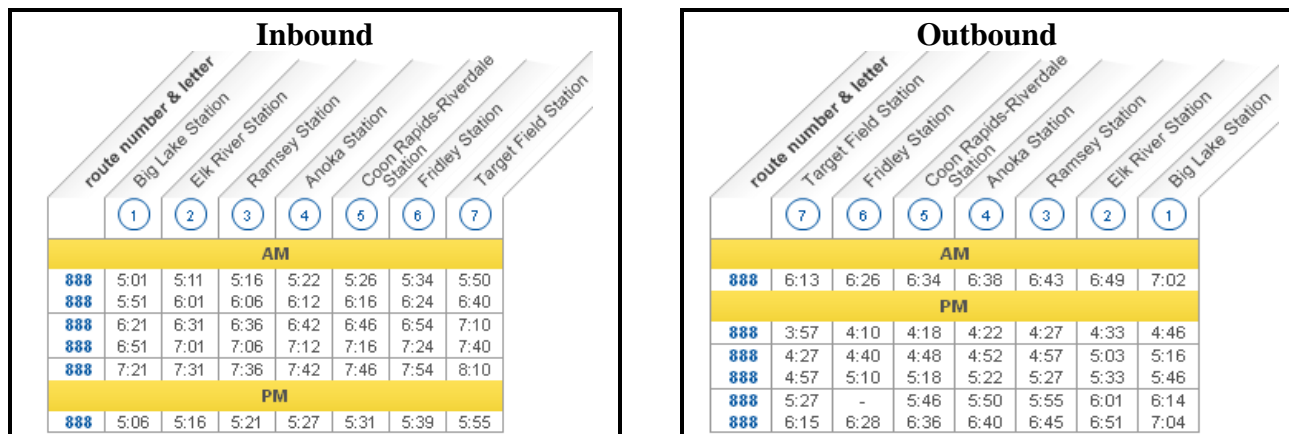 Inbound
route number & letter
Big Lake Station
Elk River Station
Ramsey Station
Anoka Station
Coon Rapids-Riverdale
Station
Fridley Station
Target Field Station
1 2 3 4 5 6 7
AM
888 5:01 5:11 5:16 5:22 5:26 5:34 5:50
888 5:51 6:01 6:06 6:12 6:16 6:24 6:40
888 6:21 6:31 6:36 6:42 6:46 6:54 7:10
888 6:51 7:01 7:06 7:12 7:16 7:24 7:40
888 7:21 7:31 7:36 7:42 7:46 7:54 8:10
PM
888 5:06 5:16 5:21 5:27 5:31 5:39 5:55
Outbound
route number & letter
Target Field Station
Fridley Station
Coon Rapids-Riverdale
Station
Anoka Station
Ramsey Station
Elk River Station
Big Lake Station
7 6 5 4 3 2 1
AM
888 6:13 6:26 6:34 6:38 6:43 6:49 7:02
PM
888 3:57 4:10 4:18 4:22 4:27 4:33 4:46
888 4:27 4:40 4:48 4:52 4:57 5:03 5:16
888 4:57 5:10 5:18 5:22 5:27 5:33 5:46
888 5:27 - 5:46 5:50 5:55 6:01 6:14
888 6:15 6:28 6:36 6:40 6:45 6:51 7:04